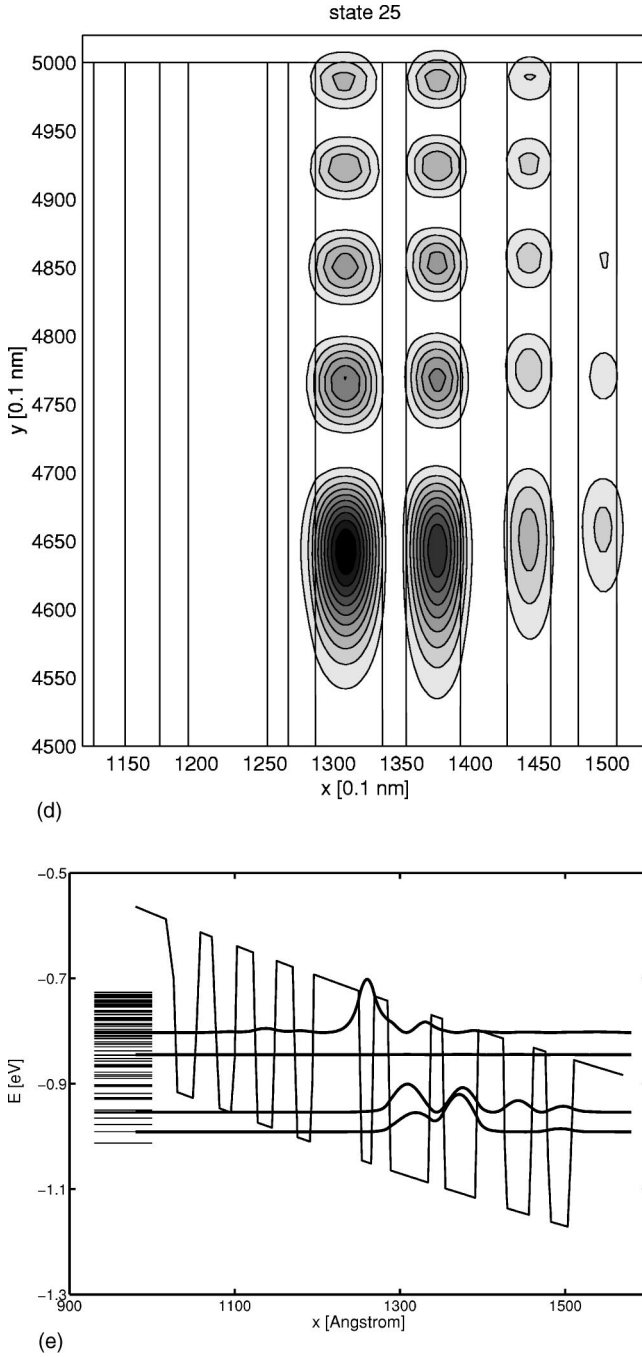 state 25
5000
4950
4900
4850
4800
4750
4700
4650
4600
4550
4500
y [0.1 nm]
1150 1200 1250 1300 1350 1400 1450 1500
x [0.1 nm]
(d)
−0.5
−0.7
−0.9
−1.1
−1.3
E [eV]
900 1100 1300 1500
x [Angstrom]
(e)